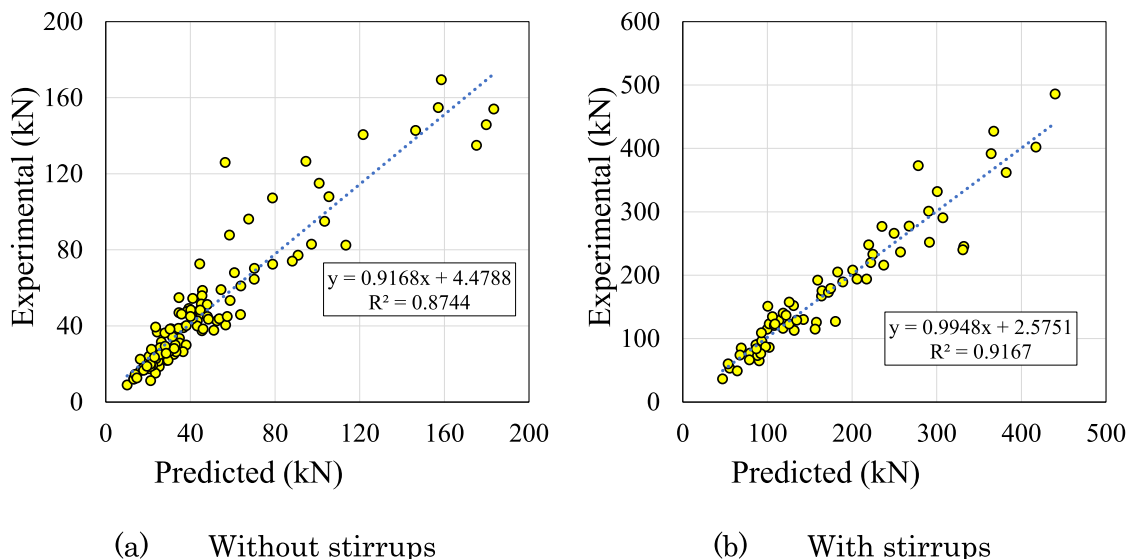 200
160
120
80
40
0
0 40 80 120 160 200
Experimental (kN)
Predicted (kN)
y = 0.9168x + 4.4788
R² = 0.8744
(a) Without stirrups
600
500
400
300
200
100
0
0 100 200 300 400 500
Experimental (kN)
Predicted (kN)
y = 0.9948x + 2.5751
R² = 0.9167
(b) With stirrups